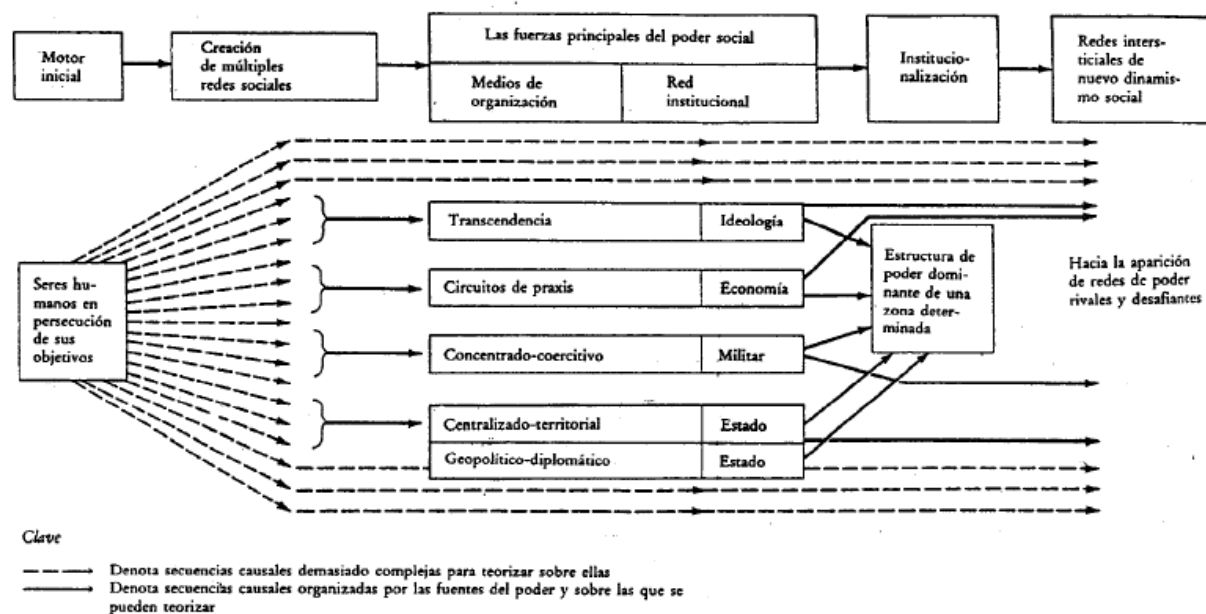 Motor
inicial
Creación
de múltiples
redes sociales
Las fuerzas principales del poder social
Medios de
organización
Red
institucional
Institucio-
nalización
Redes inters-
ticiales de
nuevo dinamis-
mo social
Seres hu-
manos en
persecución
de sus
objetivos
Transcendencia
Ideología
Circuitos de praxis
Economía
Concentrado-coercitivo
Militar
Centralizado-territorial
Estado
Geopolítico-diplomático
Estado
Estructura de
poder domi-
nante de una
zona deter-
minada
Hacia la aparición
de redes de poder
rivales y desafiantes
Clave
Denota secuencias causales demasiado complejas para teorizar sobre ellas
Denota secuencias causales organizadas por las fuentes del poder y sobre las que se
pueden teorizar